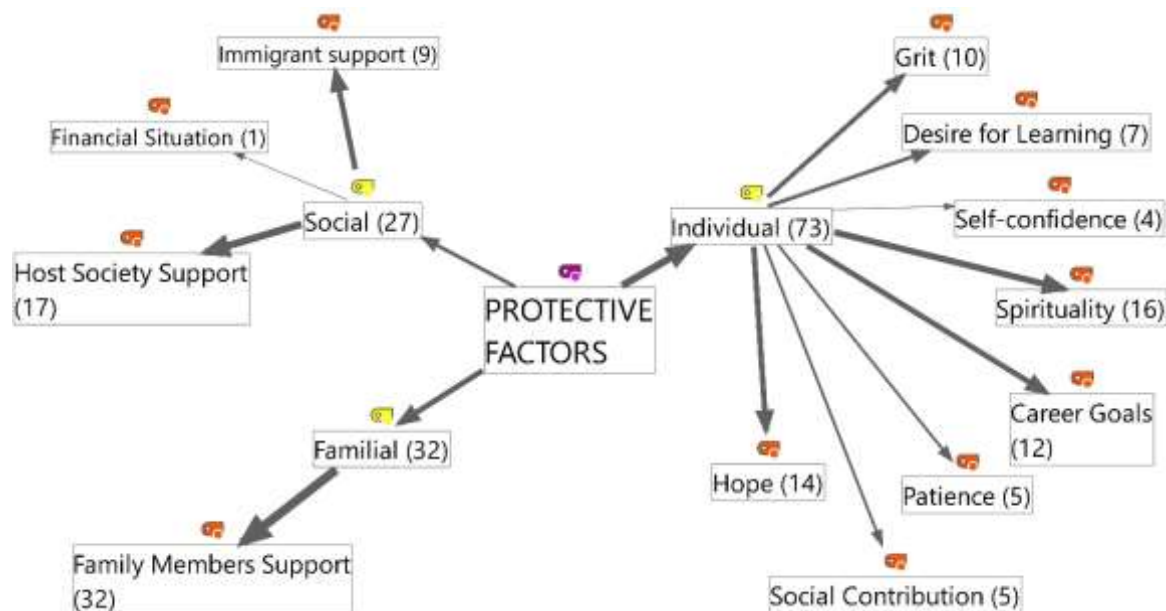 Immigrant support (9)
Grit (10)
Financial Situation (1)
Desire for Learning (7)
Social (27)
Individual (73)
Self-confidence (4)
Host Society Support
(17)
PROTECTIVE
FACTORS
Spirituality (16)
Familial (32)
Career Goals
(12)
Hope (14)
Patience (5)
Family Members Support
(32)
Social Contribution (5)